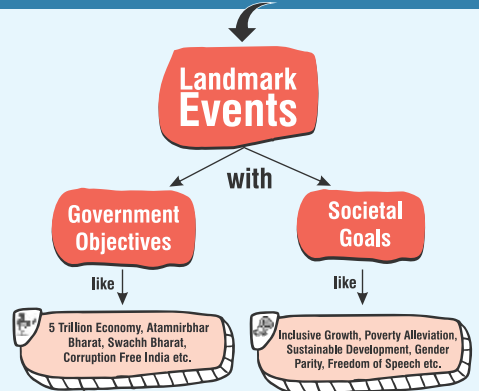 Landmark
Events
with
Government
Objectives
Societal
Goals
like
like
5 Trillion Economy, Atamnirbhar
Bharat, Swachh Bharat,
Corruption Free India etc.
Inclusive Growth, Poverty Alleviation,
Sustainable Development, Gender
Parity, Freedom of Speech etc.